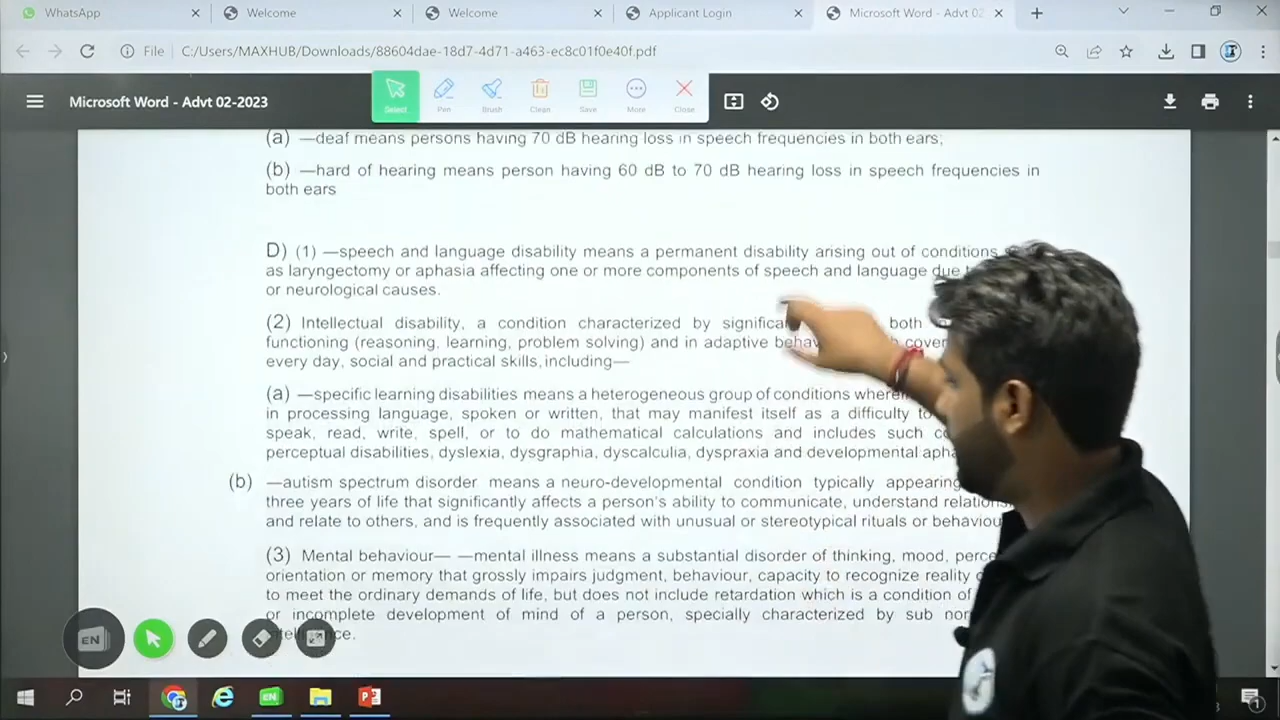 WhatsApp
Welcome
Welcome
Applicant Login
Microsoft Word - Advt 02
File
C:/Users/MAXHUB/Downloads/88604dae-18d7-4d71-a463-ec8c01f0e40f.pdf
Microsoft Word - Advt 02-2023
Select
Pen
Brush
Clean
Save
More
Close
(a) —deaf means persons having 70 dB hearing loss in speech frequencies in both ears;
(b) —hard of hearing means person having 60 dB to 70 dB hearing loss in speech frequencies in
both ears
D) (1) —speech and language disability means a permanent disability arising out of conditions
as laryngectomy or aphasia affecting one or more components of speech and language due
or neurological causes.
(2) Intellectual disability, a condition characterized by both
functioning (reasoning. learning, problem solving) and in adaptive
every day, social and practical skills, including—
(a) —specific learning disabilities means a heterogeneous group of conditions
in processing language, spoken or written, that may manifest itself as a difficulty
speak, read, write, spell, or to do mathematical calculations and includes such
perceptual disabilities, dyslexia, dysgraphia, dyscalculia, dyspraxia and developmental
(b) —autism spectrum disorder means a neuro-developmental condition typically appearing
three years of life that significantly affects a person's ability to communicate, understand
and relate to others, and is frequently associated with unusual or stereotypical rituals or
(3) Mental behaviour— —mental illness means a substantial disorder of thinking, mood,
orientation or memory that grossly impairs judgment, behaviour, capacity to recognize reality
to meet the ordinary demands of life, but does not include retardation which is a condition of
or incomplete development of mind of a person, specially characterized by sub
EN
EN